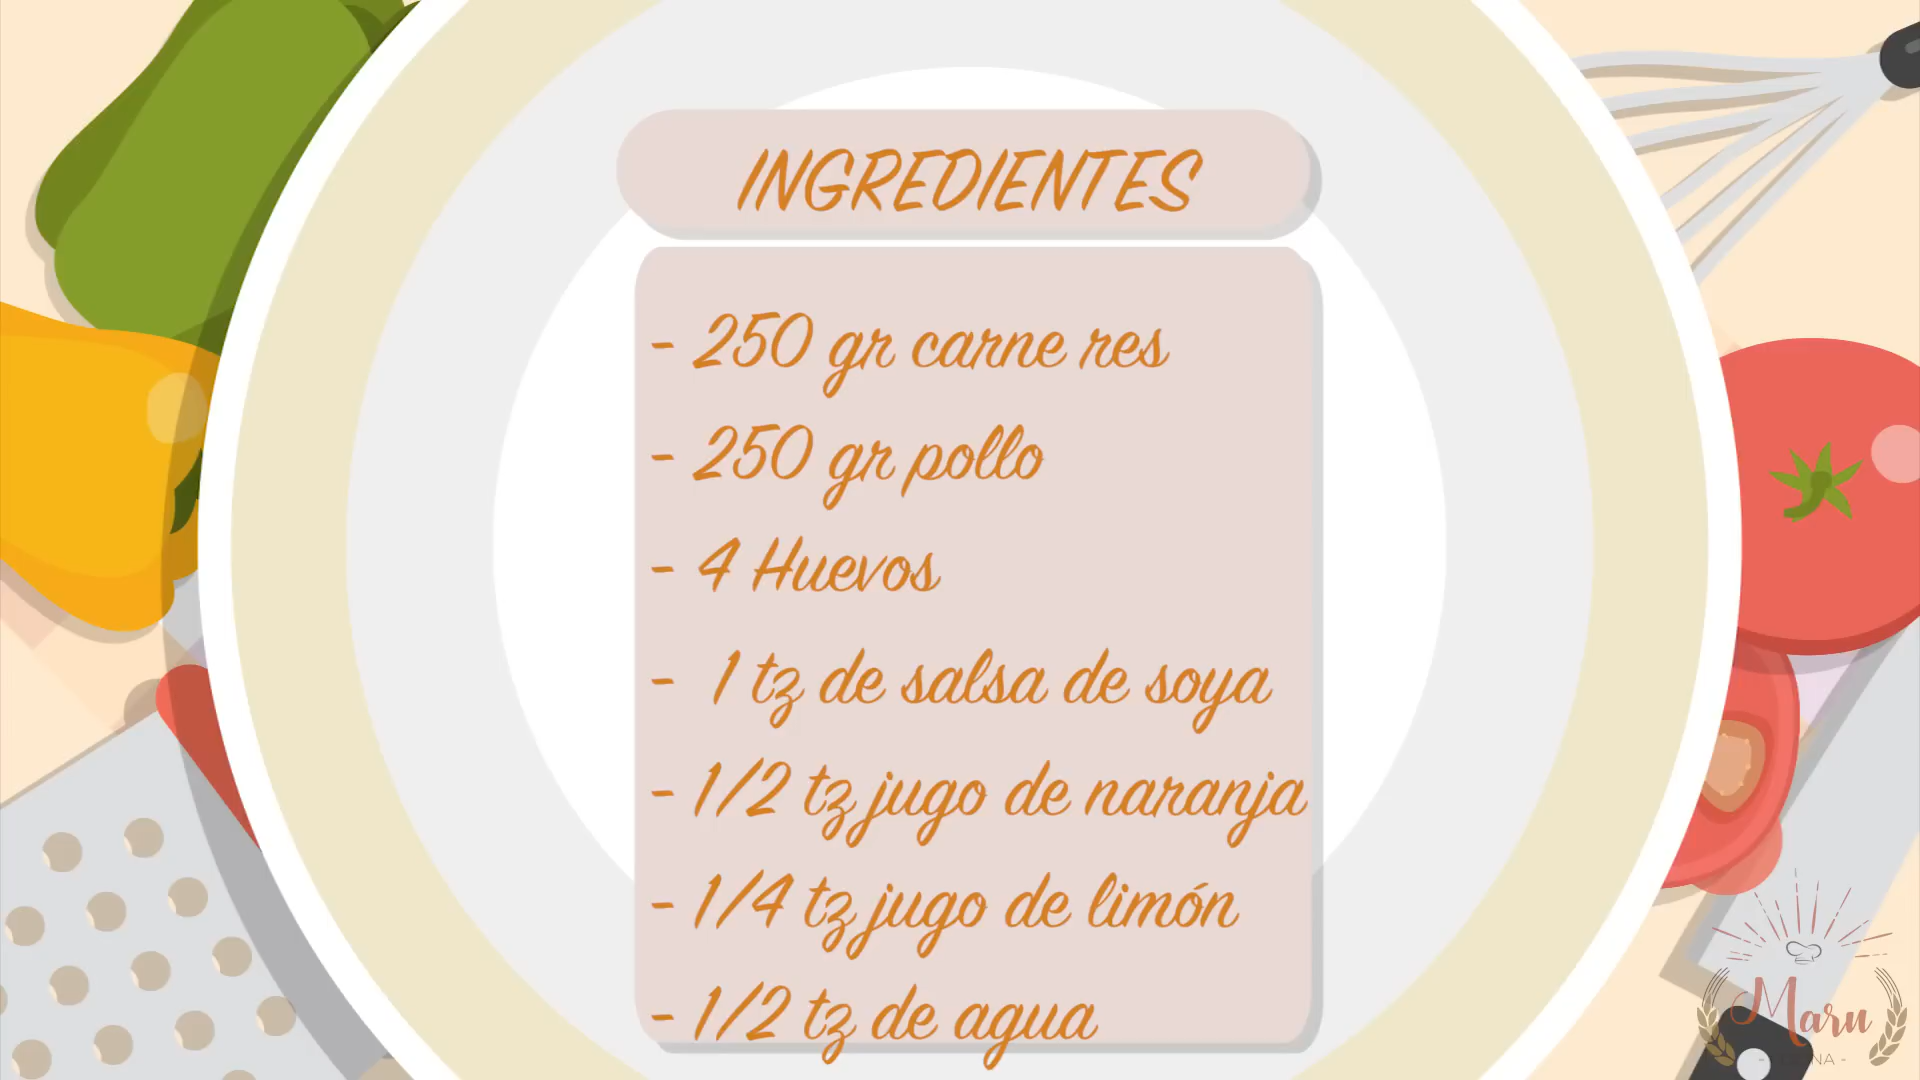 INGREDIENTES
- 250 gr carne res
- 250 gr pollo
- 4 Huevos
- 1 tz de salsa de soya
- 1/2 tz jugo de naranja
- 1/4 tz jugo de limón
- 1/2 tz de agua
Maru